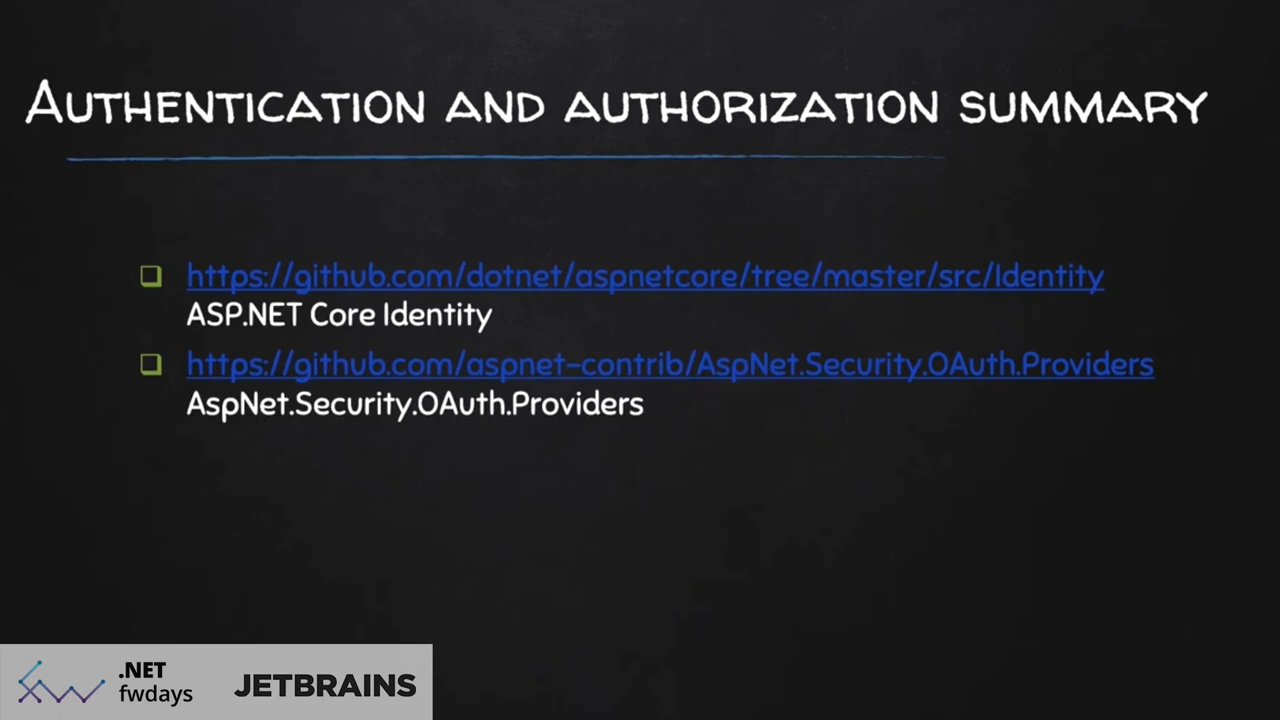 Authentication and authorization summary
https://github.com/dotnet/aspnetcore/tree/master/src/Identity
ASP.NET Core Identity
https://github.com/aspnet-contrib/AspNet.Security.OAuth.Providers
AspNet.Security.OAuth.Providers
.NET
fwdays
JETBRAINS